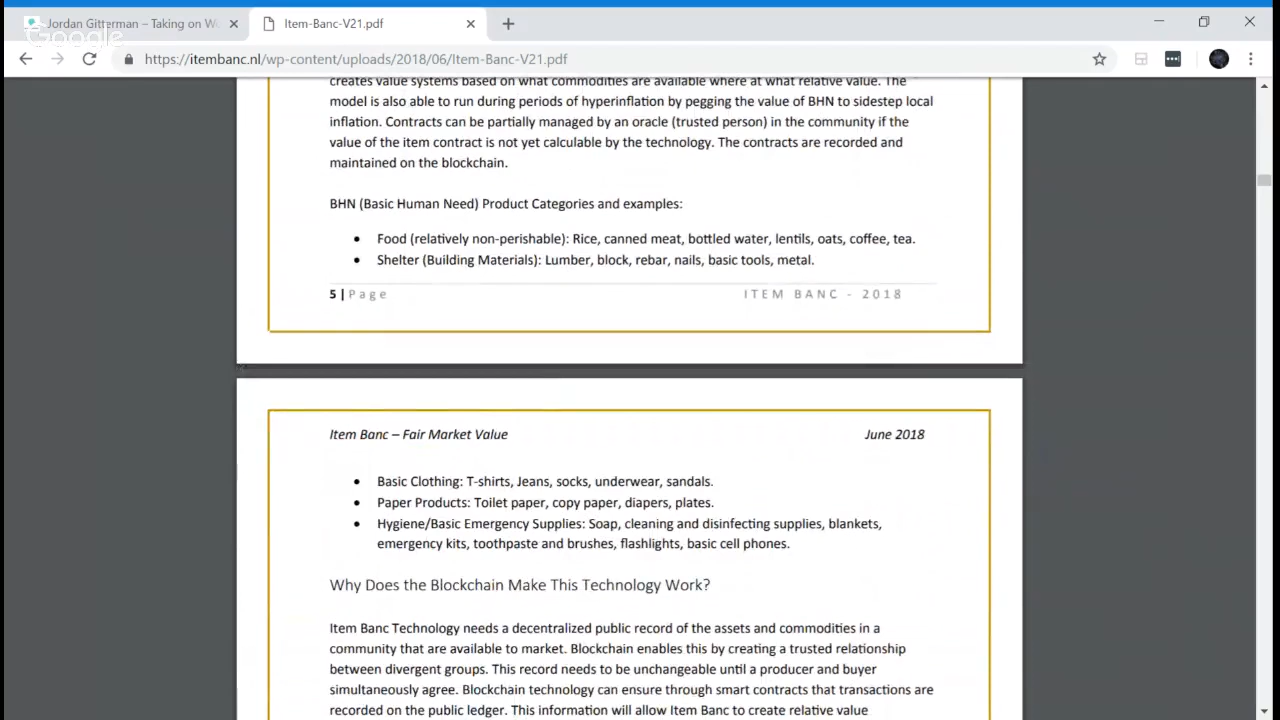 Jordan Gitterman – Taking on Wo
Item-Banc-V21.pdf
Google
https://itembanc.nl/wp-content/uploads/2018/06/Item-Banc-V21.pdf
creates value systems based on what commodities are available where at what relative value. The
model is also able to run during periods of hyperinflation by pegging the value of BHN to sidestep local
inflation. Contracts can be partially managed by an oracle (trusted person) in the community if the
value of the item contract is not yet calculable by the technology. The contracts are recorded and
maintained on the blockchain.
BHN (Basic Human Need) Product Categories and examples:
• Food (relatively non-perishable): Rice, canned meat, bottled water, lentils, oats, coffee, tea.
• Shelter (Building Materials): Lumber, block, rebar, nails, basic tools, metal.
5 | Page ITEM BANC - 2018
Item Banc – Fair Market Value June 2018
• Basic Clothing: T-shirts, Jeans, socks, underwear, sandals.
• Paper Products: Toilet paper, copy paper, diapers, plates.
• Hygiene/Basic Emergency Supplies: Soap, cleaning and disinfecting supplies, blankets,
emergency kits, toothpaste and brushes, flashlights, basic cell phones.
Why Does the Blockchain Make This Technology Work?
Item Banc Technology needs a decentralized public record of the assets and commodities in a
community that are available to market. Blockchain enables this by creating a trusted relationship
between divergent groups. This record needs to be unchangeable until a producer and buyer
simultaneously agree. Blockchain technology can ensure through smart contracts that transactions are
recorded on the public ledger. This information will allow Item Banc to create relative value